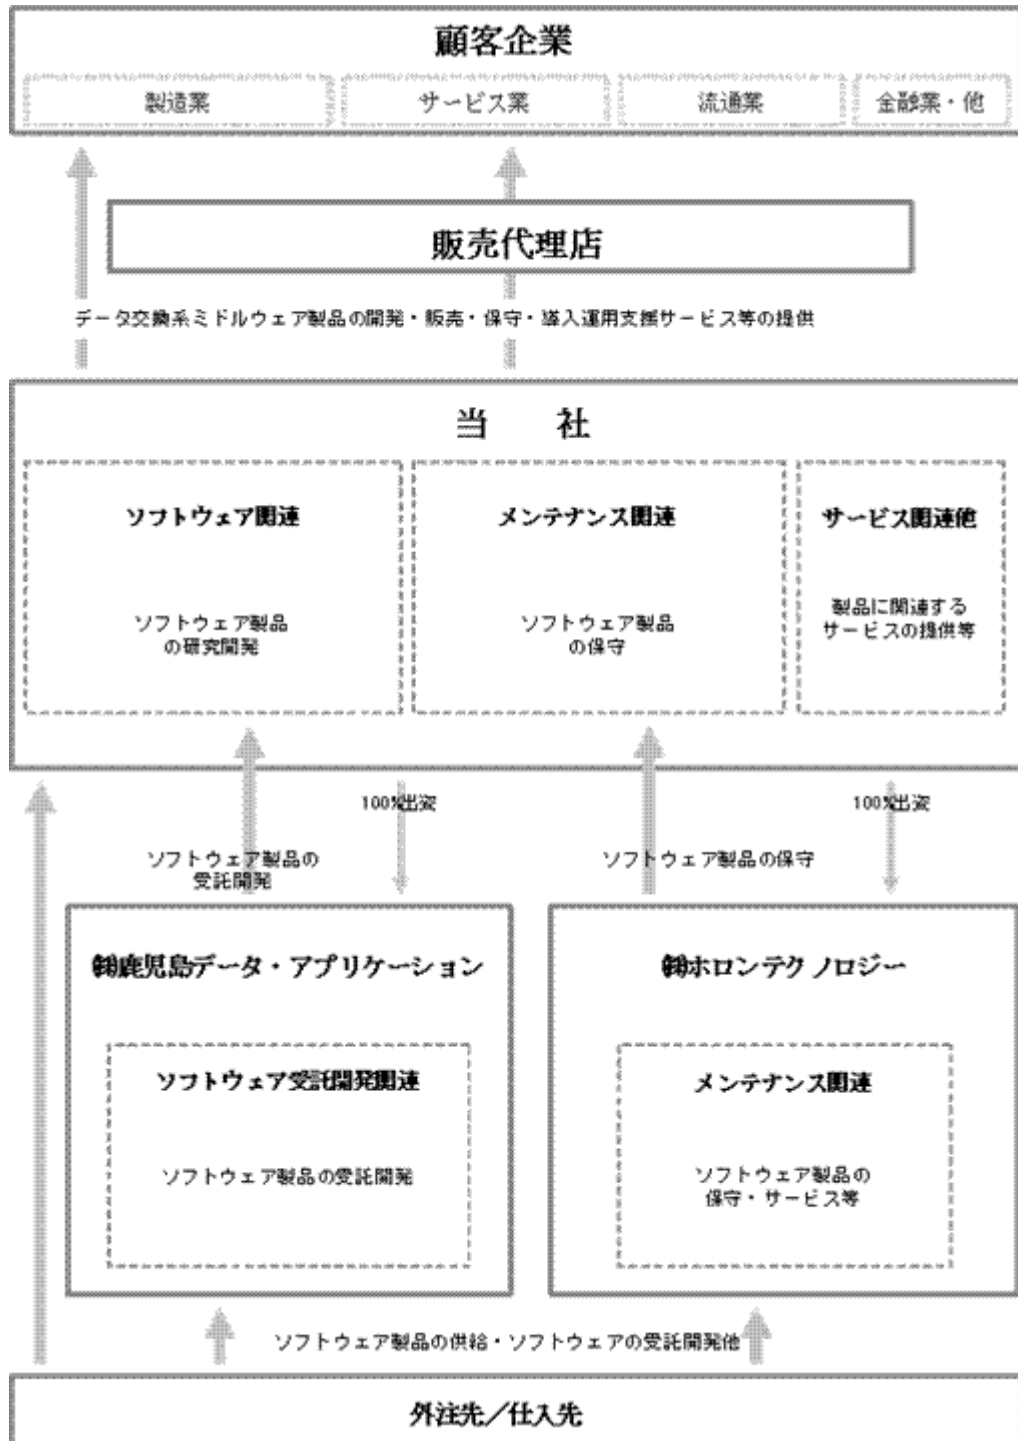 顧客企業
製造業
サービス業
流通業
金融業・他
販売代理店
データ交換系ミドルウェア製品の開発・販売・保守・導入運用支援サービス等の提供
当　社
ソフトウェア関連
ソフトウェア製品
の研究開発
メンテナンス関連
ソフトウェア製品
の保守
サービス関連他
製品に関連する
サービスの提供等
100%出資
100%出資
ソフトウェア製品の
受託開発
ソフトウェア製品の保守
㈱鹿児島データ・アプリケーション
ソフトウェア受託開発関連
ソフトウェア製品の受託開発
㈱ホロンテクノロジー
メンテナンス関連
ソフトウェア製品の
保守・サービス等
ソフトウェア製品の供給・ソフトウェアの受託開発他
外注先／仕入先